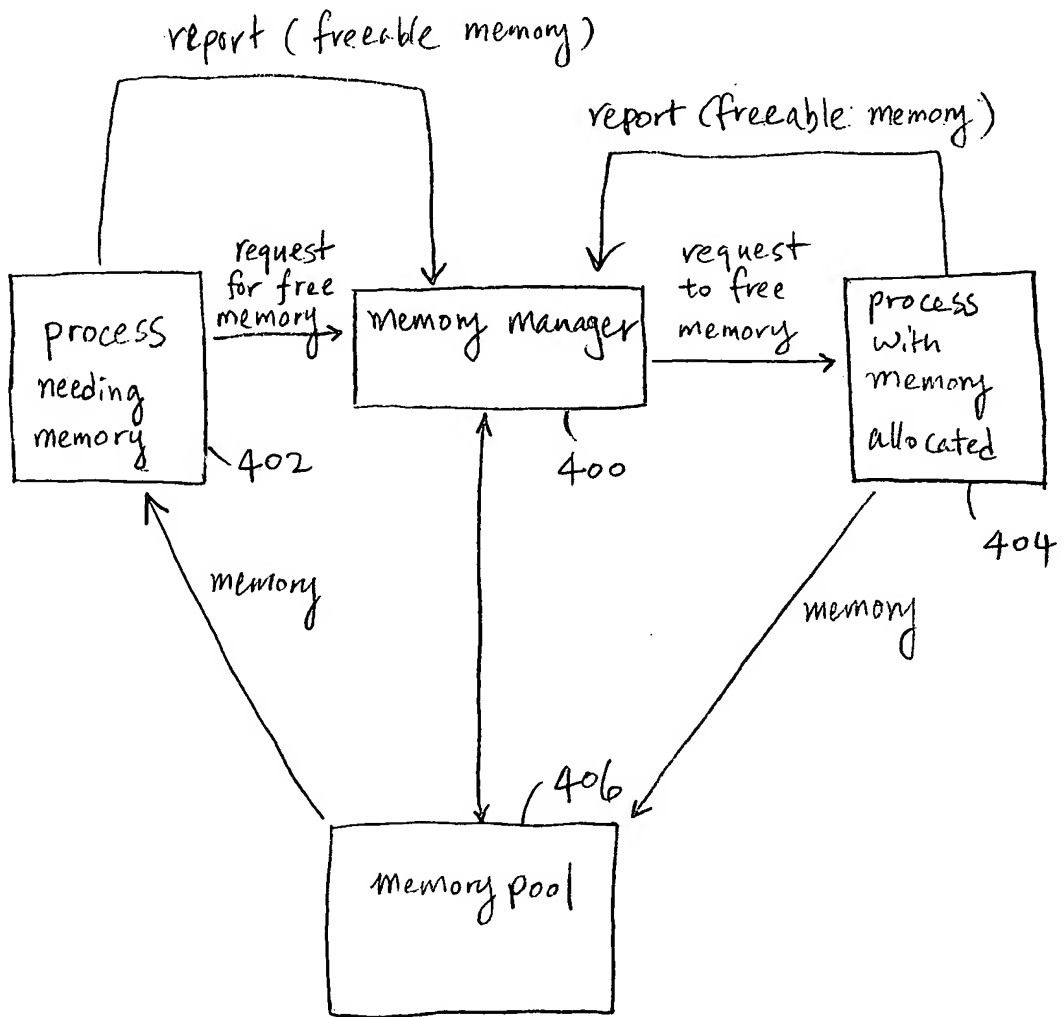 report (freeable memory)
report (freeable memory)
request
for free
memory
request
to free
memory
process
needing
memory
memory manager
process
with
memory
allocated
402
400
404
memory
memory
406
memory pool